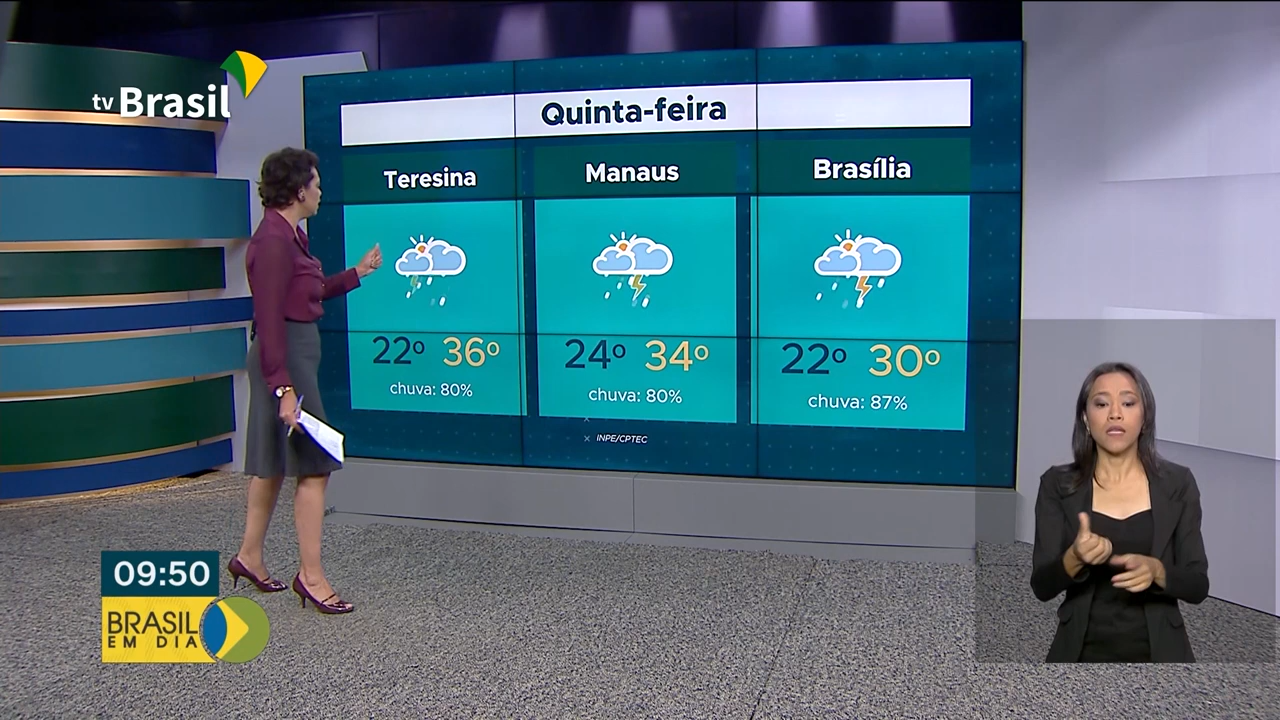 tv Brasil
Quinta-feira
Teresina
Manaus
Brasília
22º 36º
24º 34º
22º 30º
chuva: 80%
chuva: 80%
chuva: 87%
INPE/CPTEC
09:50
BRASIL
EM DIA